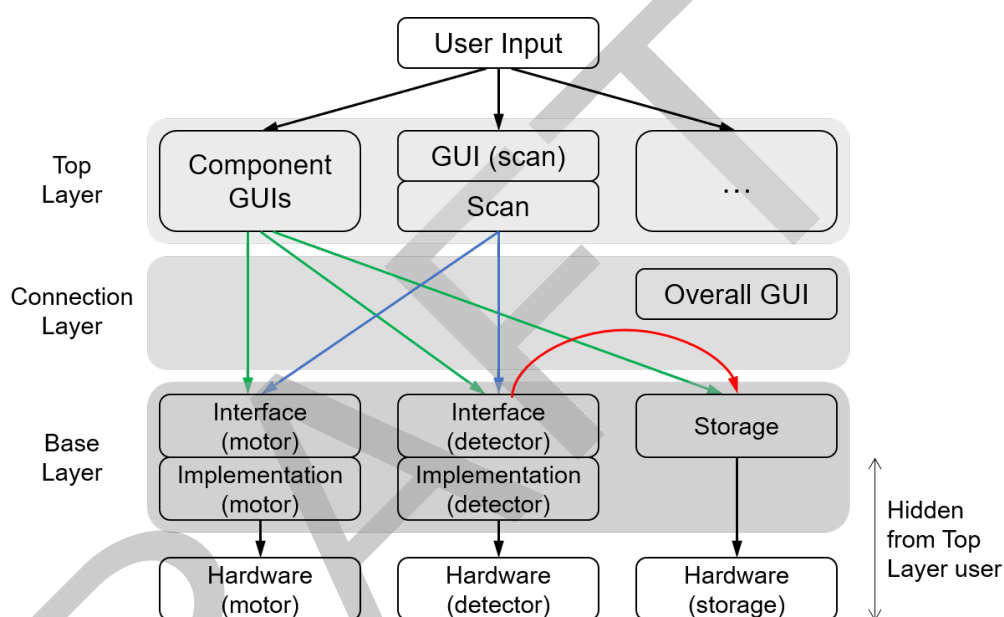 User Input
Top
Layer
Component
GUIs
GUI (scan)
Scan
...
Connection
Layer
Overall GUI
Base
Layer
Interface
(motor)
Implementation
(motor)
Interface
(detector)
Implementation
(detector)
Storage
Hidden
from Top
Layer user
Hardware
(motor)
Hardware
(detector)
Hardware
(storage)
DRAFT